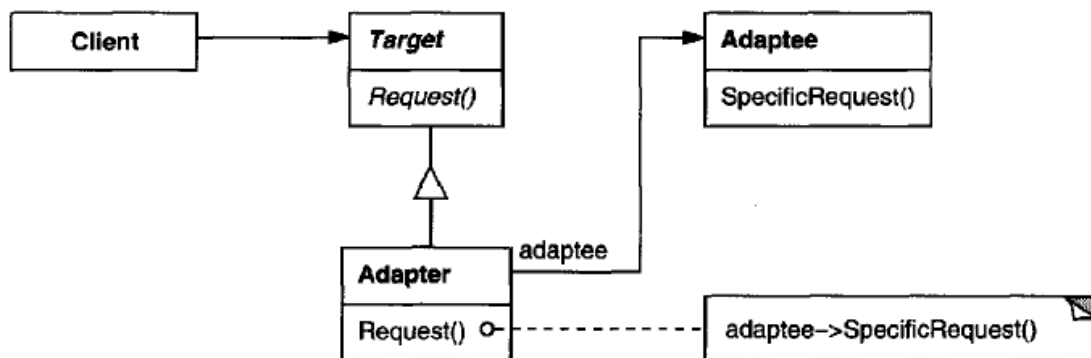 Client
Target
Request()
Adaptee
SpecificRequest()
adaptee
Adapter
Request()
adaptee->SpecificRequest()